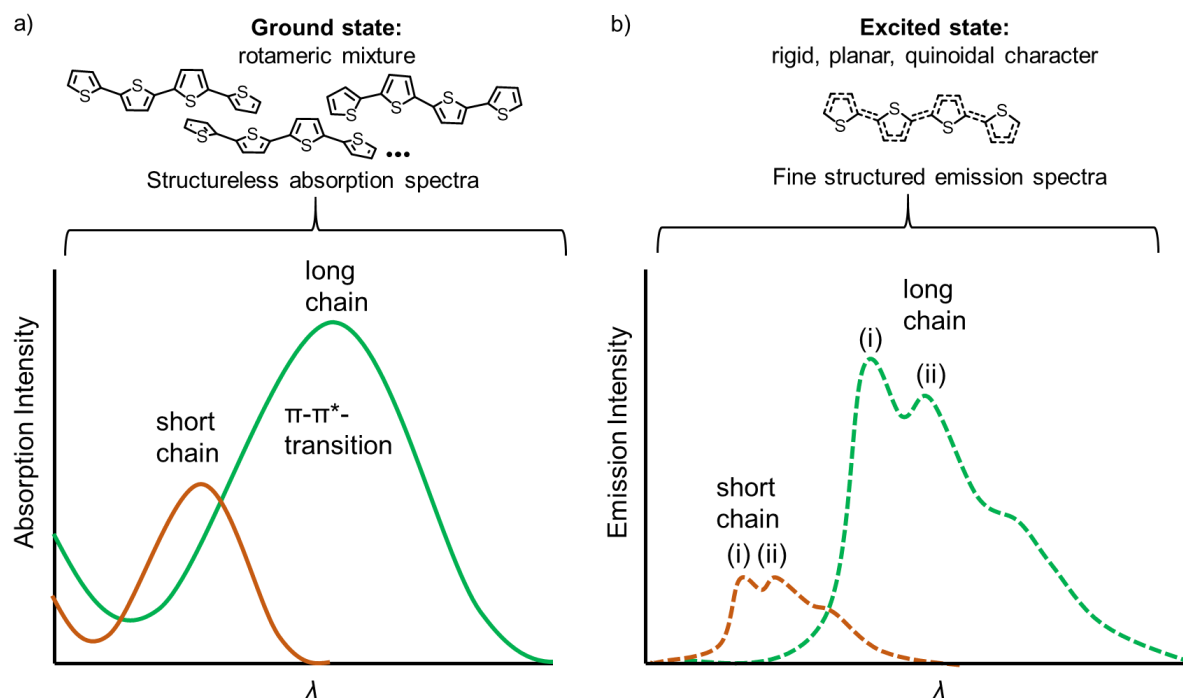 a)
Ground state:
rotameric mixture
S S S S
S S S S
S S S S
...
Structureless absorption spectra
Absorption Intensity
long
chain
short
chain
π-π*-
transition
λ
b)
Excited state:
rigid, planar, quinoidal character
S S S S
Fine structured emission spectra
Emission Intensity
long
chain
(i)
(ii)
short
chain
(i) (ii)
λ